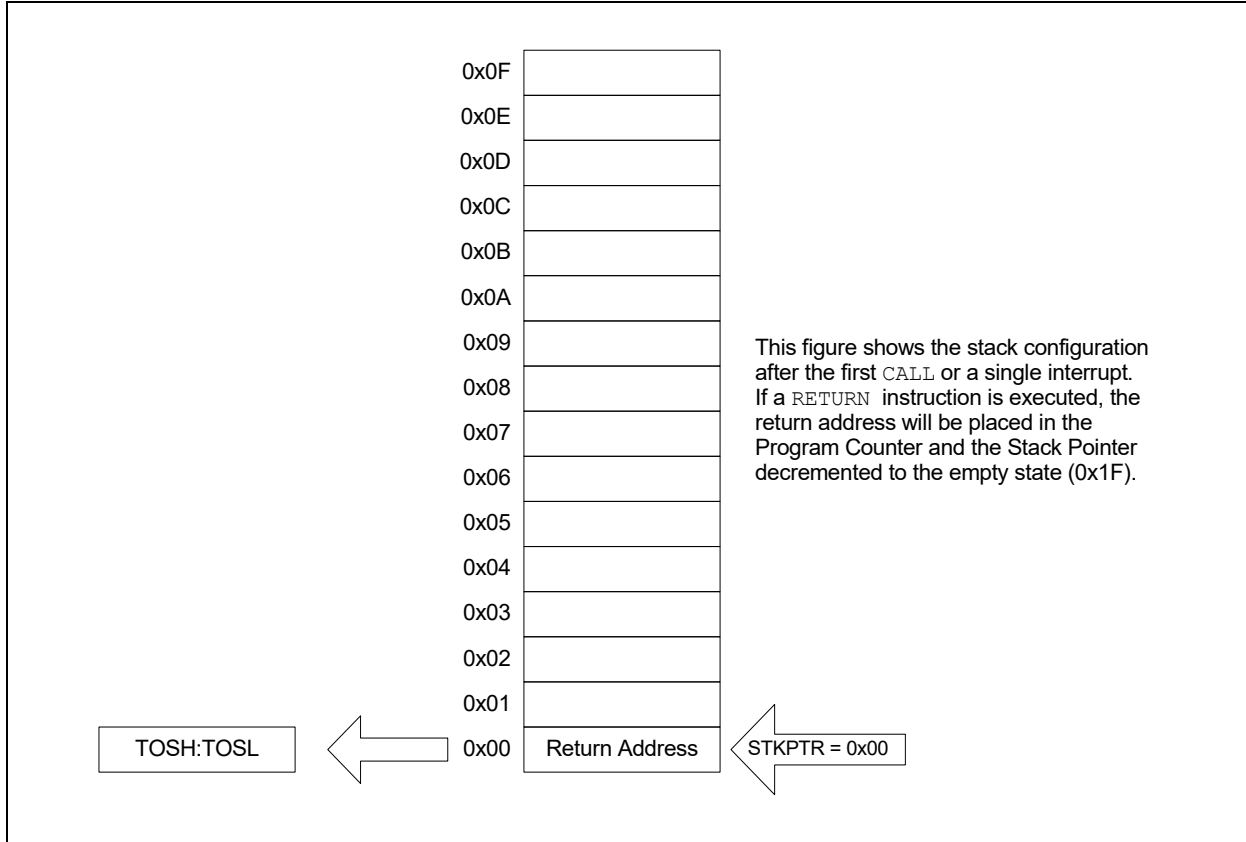 0x0F
0x0E
0x0D
0x0C
0x0B
0x0A
0x09
This figure shows the stack configuration
after the first CALL or a single interrupt.
0x08
If a RETURN instruction is executed, the
return address will be placed in the
0x07
Program Counter and the Stack Pointer
decremented to the empty state (0x1F).
0x06
0x05
0x04
0x03
0x02
0x01
TOSH:TOSL
0x00
Return Address
STKPTR = 0x00